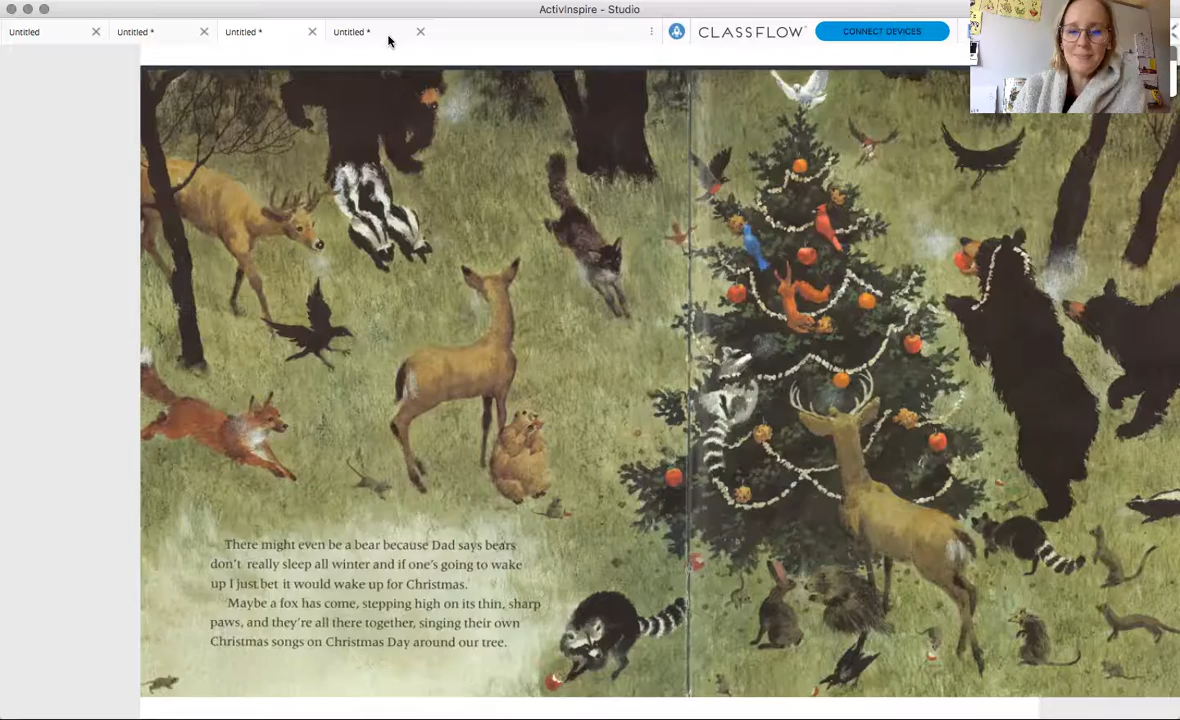 ActivInspire - Studio
Untitled
Untitled *
Untitled *
Untitled *
CLASSFLOW
CONNECT DEVICES
There might even be a bear because Dad says bears
don't really sleep all winter and if one's going to wake
up I just bet it would wake up for Christmas.
Maybe a fox has come, stepping high on its thin, sharp
paws, and they're all there together, singing their own
Christmas songs on Christmas Day around our tree.